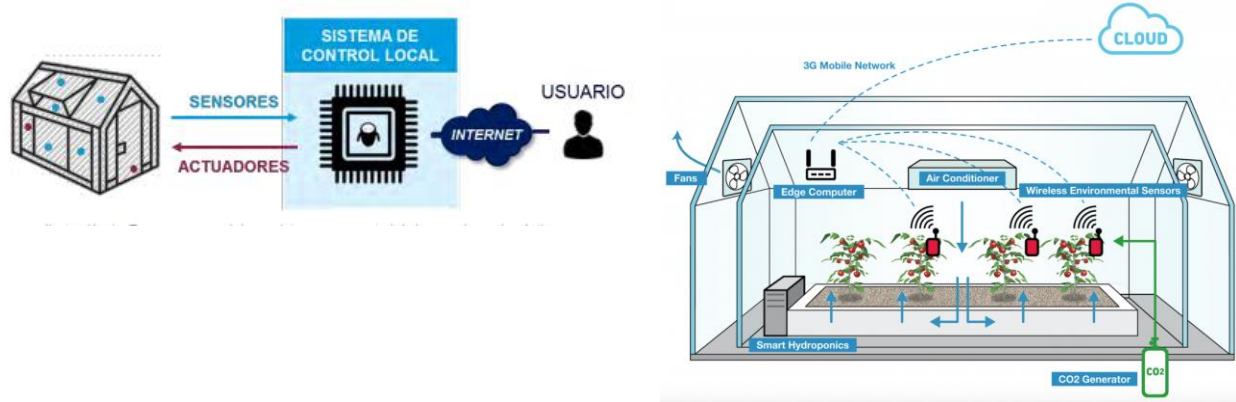 SISTEMA DE
CONTROL LOCAL
SENSORES
ACTUADORES
INTERNET
USUARIO
CLOUD
3G Mobile Network
Fans
Edge Computer
Air Conditioner
Wireless Environmental Sensors
Smart Hydroponics
CO2 Generator
CO2